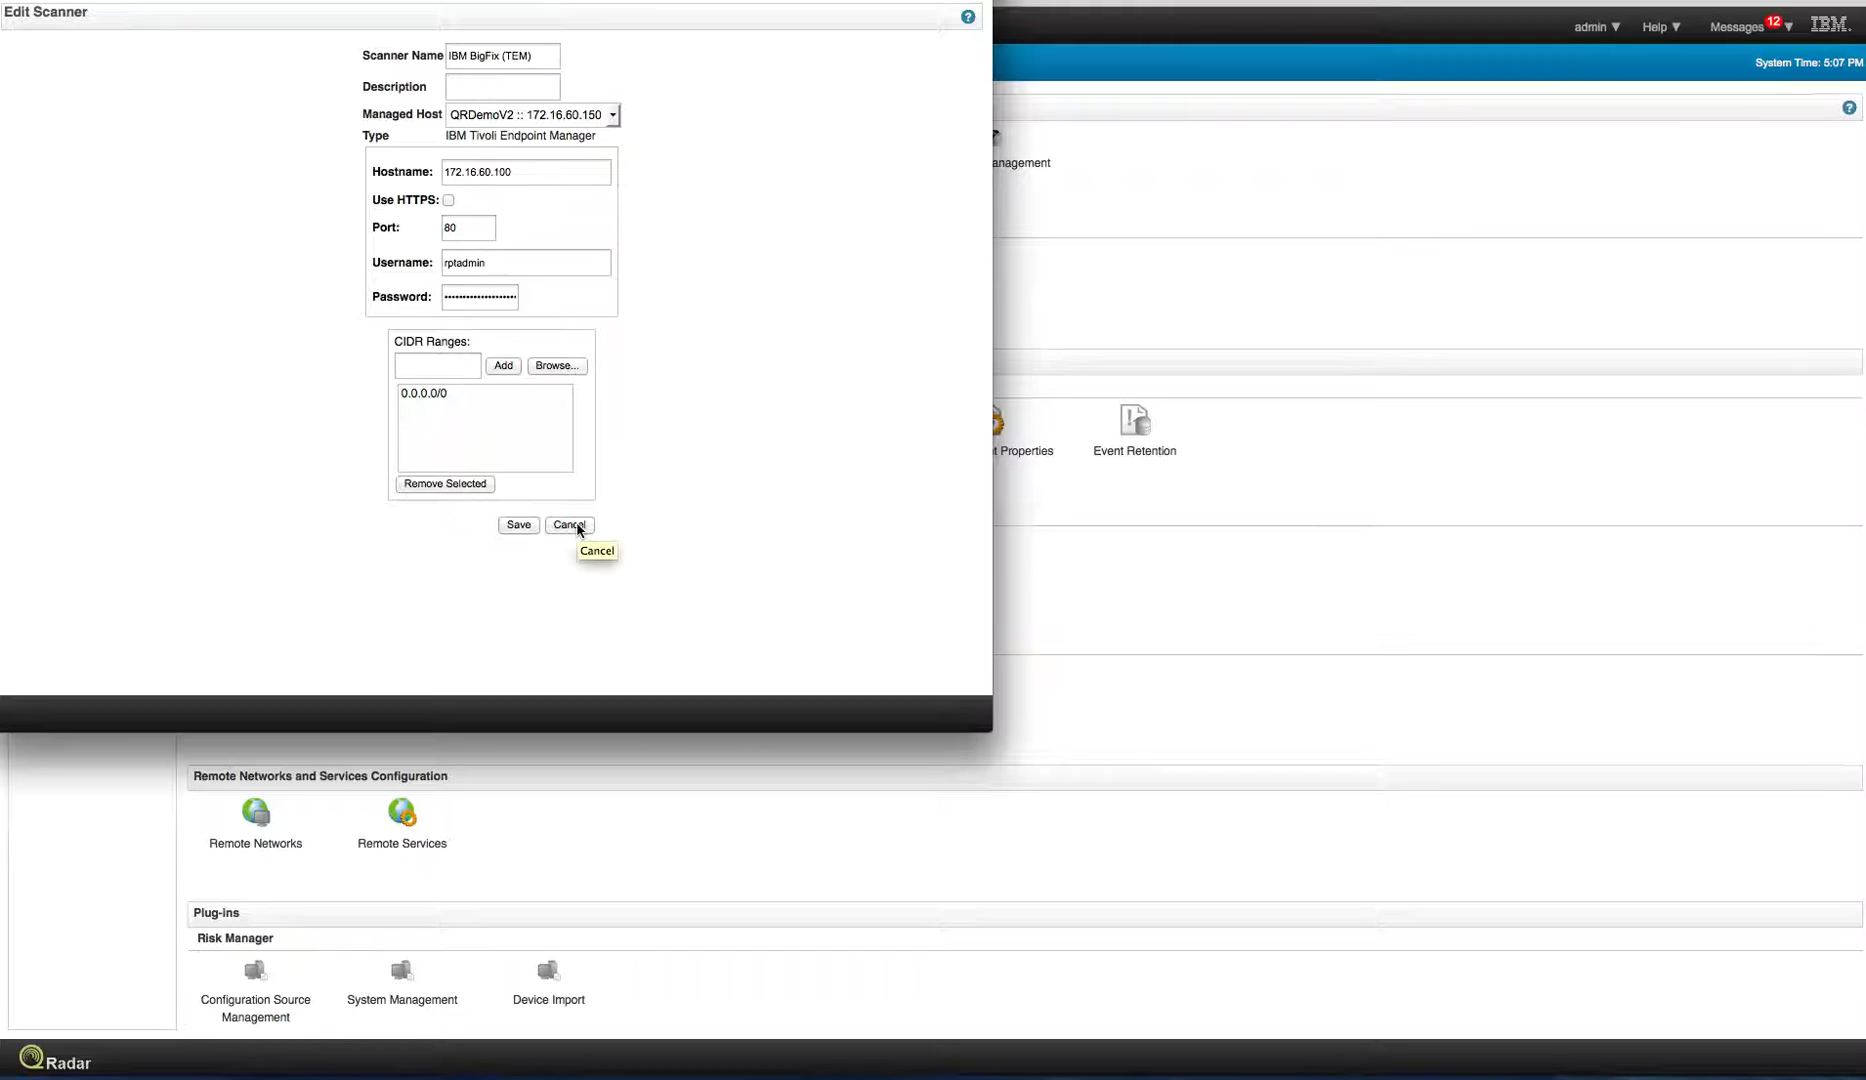 Edit Scanner
admin
Help
Messages
12
IBM
System Time: 5:07 PM
Scanner Name IBM BigFix (TEM)
Description
Managed Host QRDemoV2 :: 172.16.60.150
Type IBM Tivoli Endpoint Manager
Hostname: 172.16.60.100
Use HTTPS:
Port: 80
Username: rptadmin
Password:
CIDR Ranges:
Add Browse...
0.0.0.0/0
Remove Selected
Save Cancel
Cancel
anagement
t Properties
Event Retention
Remote Networks and Services Configuration
Remote Networks
Remote Services
Plug-ins
Risk Manager
Configuration Source
Management
System Management
Device Import
QRadar